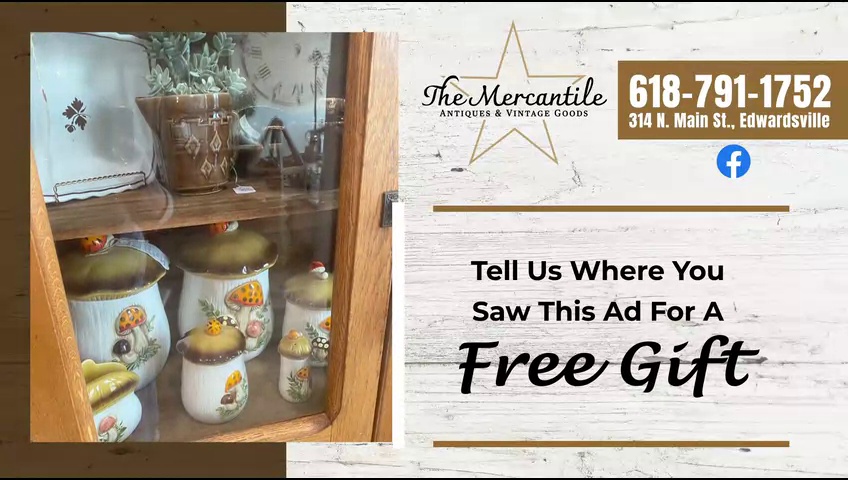 The Mercantile
Antiques & Vintage Goods
618-791-1752
314 N. Main St., Edwardsville
Tell Us Where You
Saw This Ad For A
Free Gift